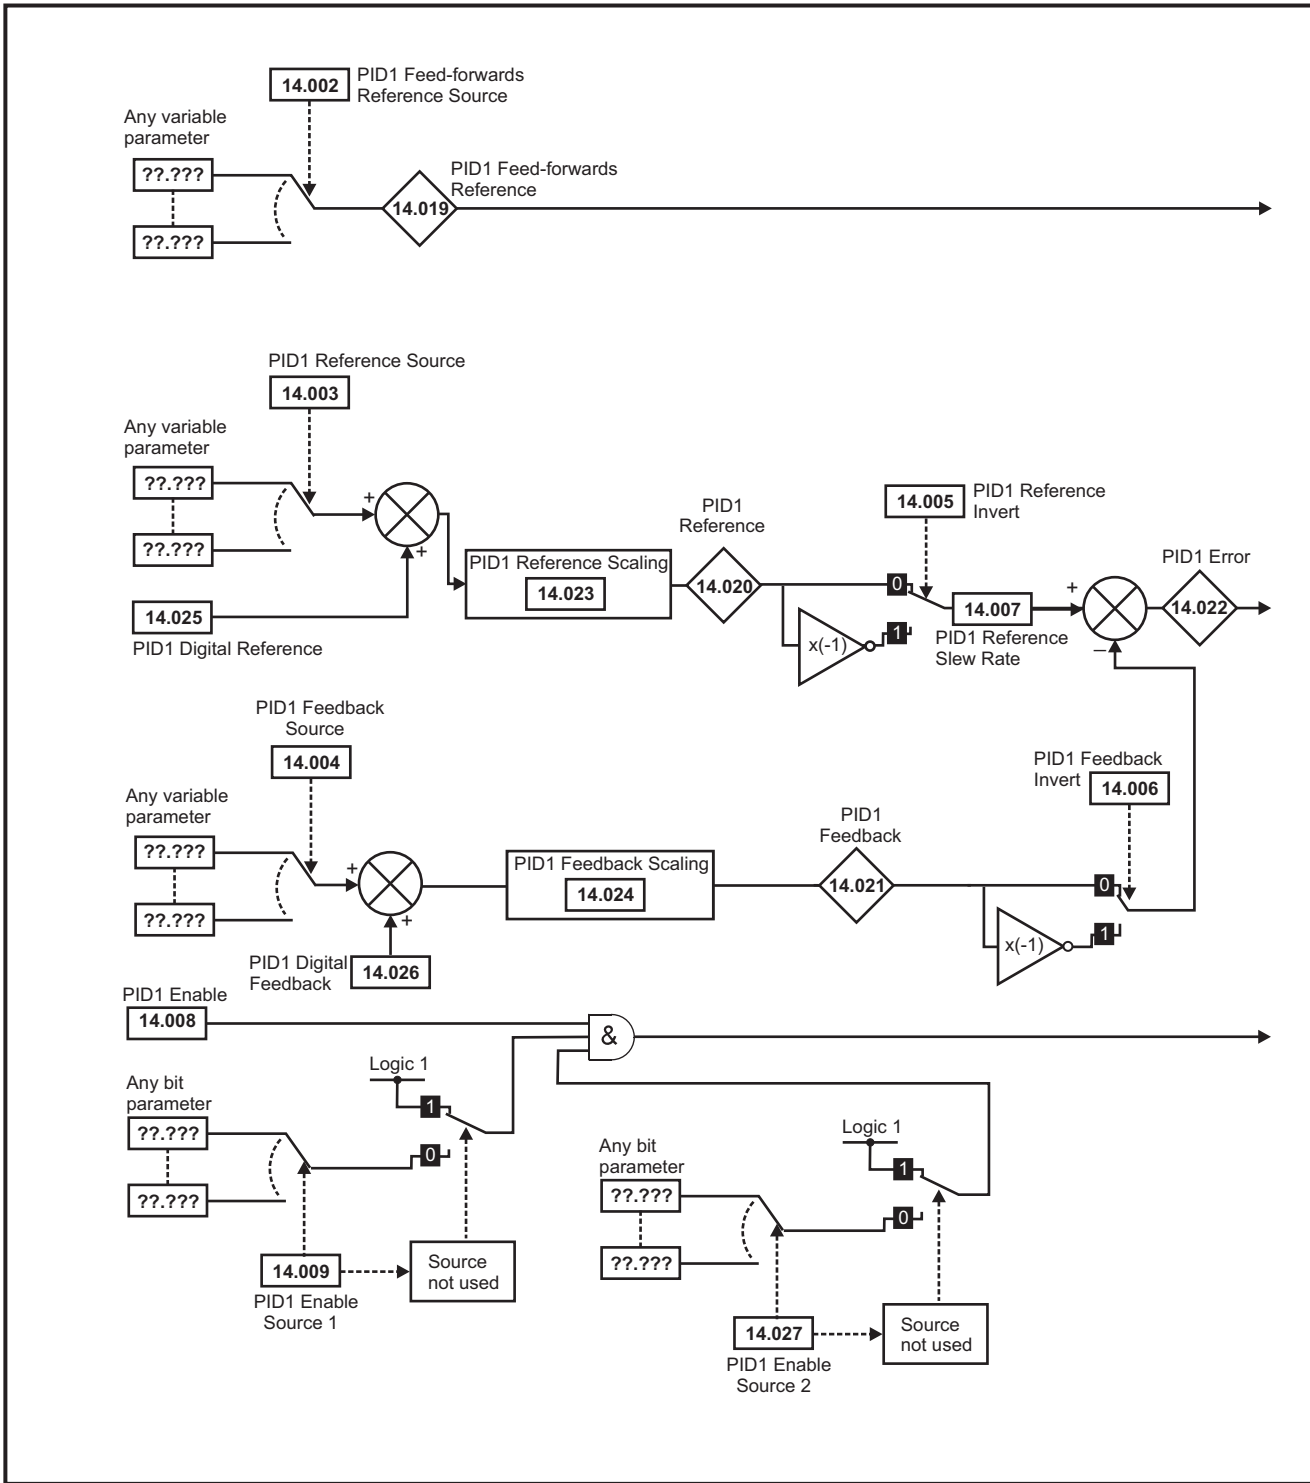 14.002
PID1 Feed-forwards
Reference Source
Any variable
parameter
??.???
??.???
14.019
PID1 Feed-forwards
Reference
PID1 Reference Source
14.003
Any variable
parameter
??.???
??.???
+
+
14.025
PID1 Digital Reference
PID1 Reference Scaling
14.023
PID1
Reference
14.020
14.005
PID1 Reference
Invert
0
1
x(-1)
14.007
PID1 Reference
Slew Rate
+
–
PID1 Error
14.022
PID1 Feedback
Source
14.004
Any variable
parameter
??.???
??.???
+
+
PID1 Digital
Feedback
14.026
PID1 Feedback Scaling
14.024
PID1
Feedback
14.021
PID1 Feedback
Invert
14.006
0
1
x(-1)
PID1 Enable
14.008
&
Logic 1
1
0
Any bit
parameter
??.???
??.???
14.009
PID1 Enable
Source 1
Source
not used
Logic 1
1
0
Any bit
parameter
??.???
??.???
14.027
PID1 Enable
Source 2
Source
not used